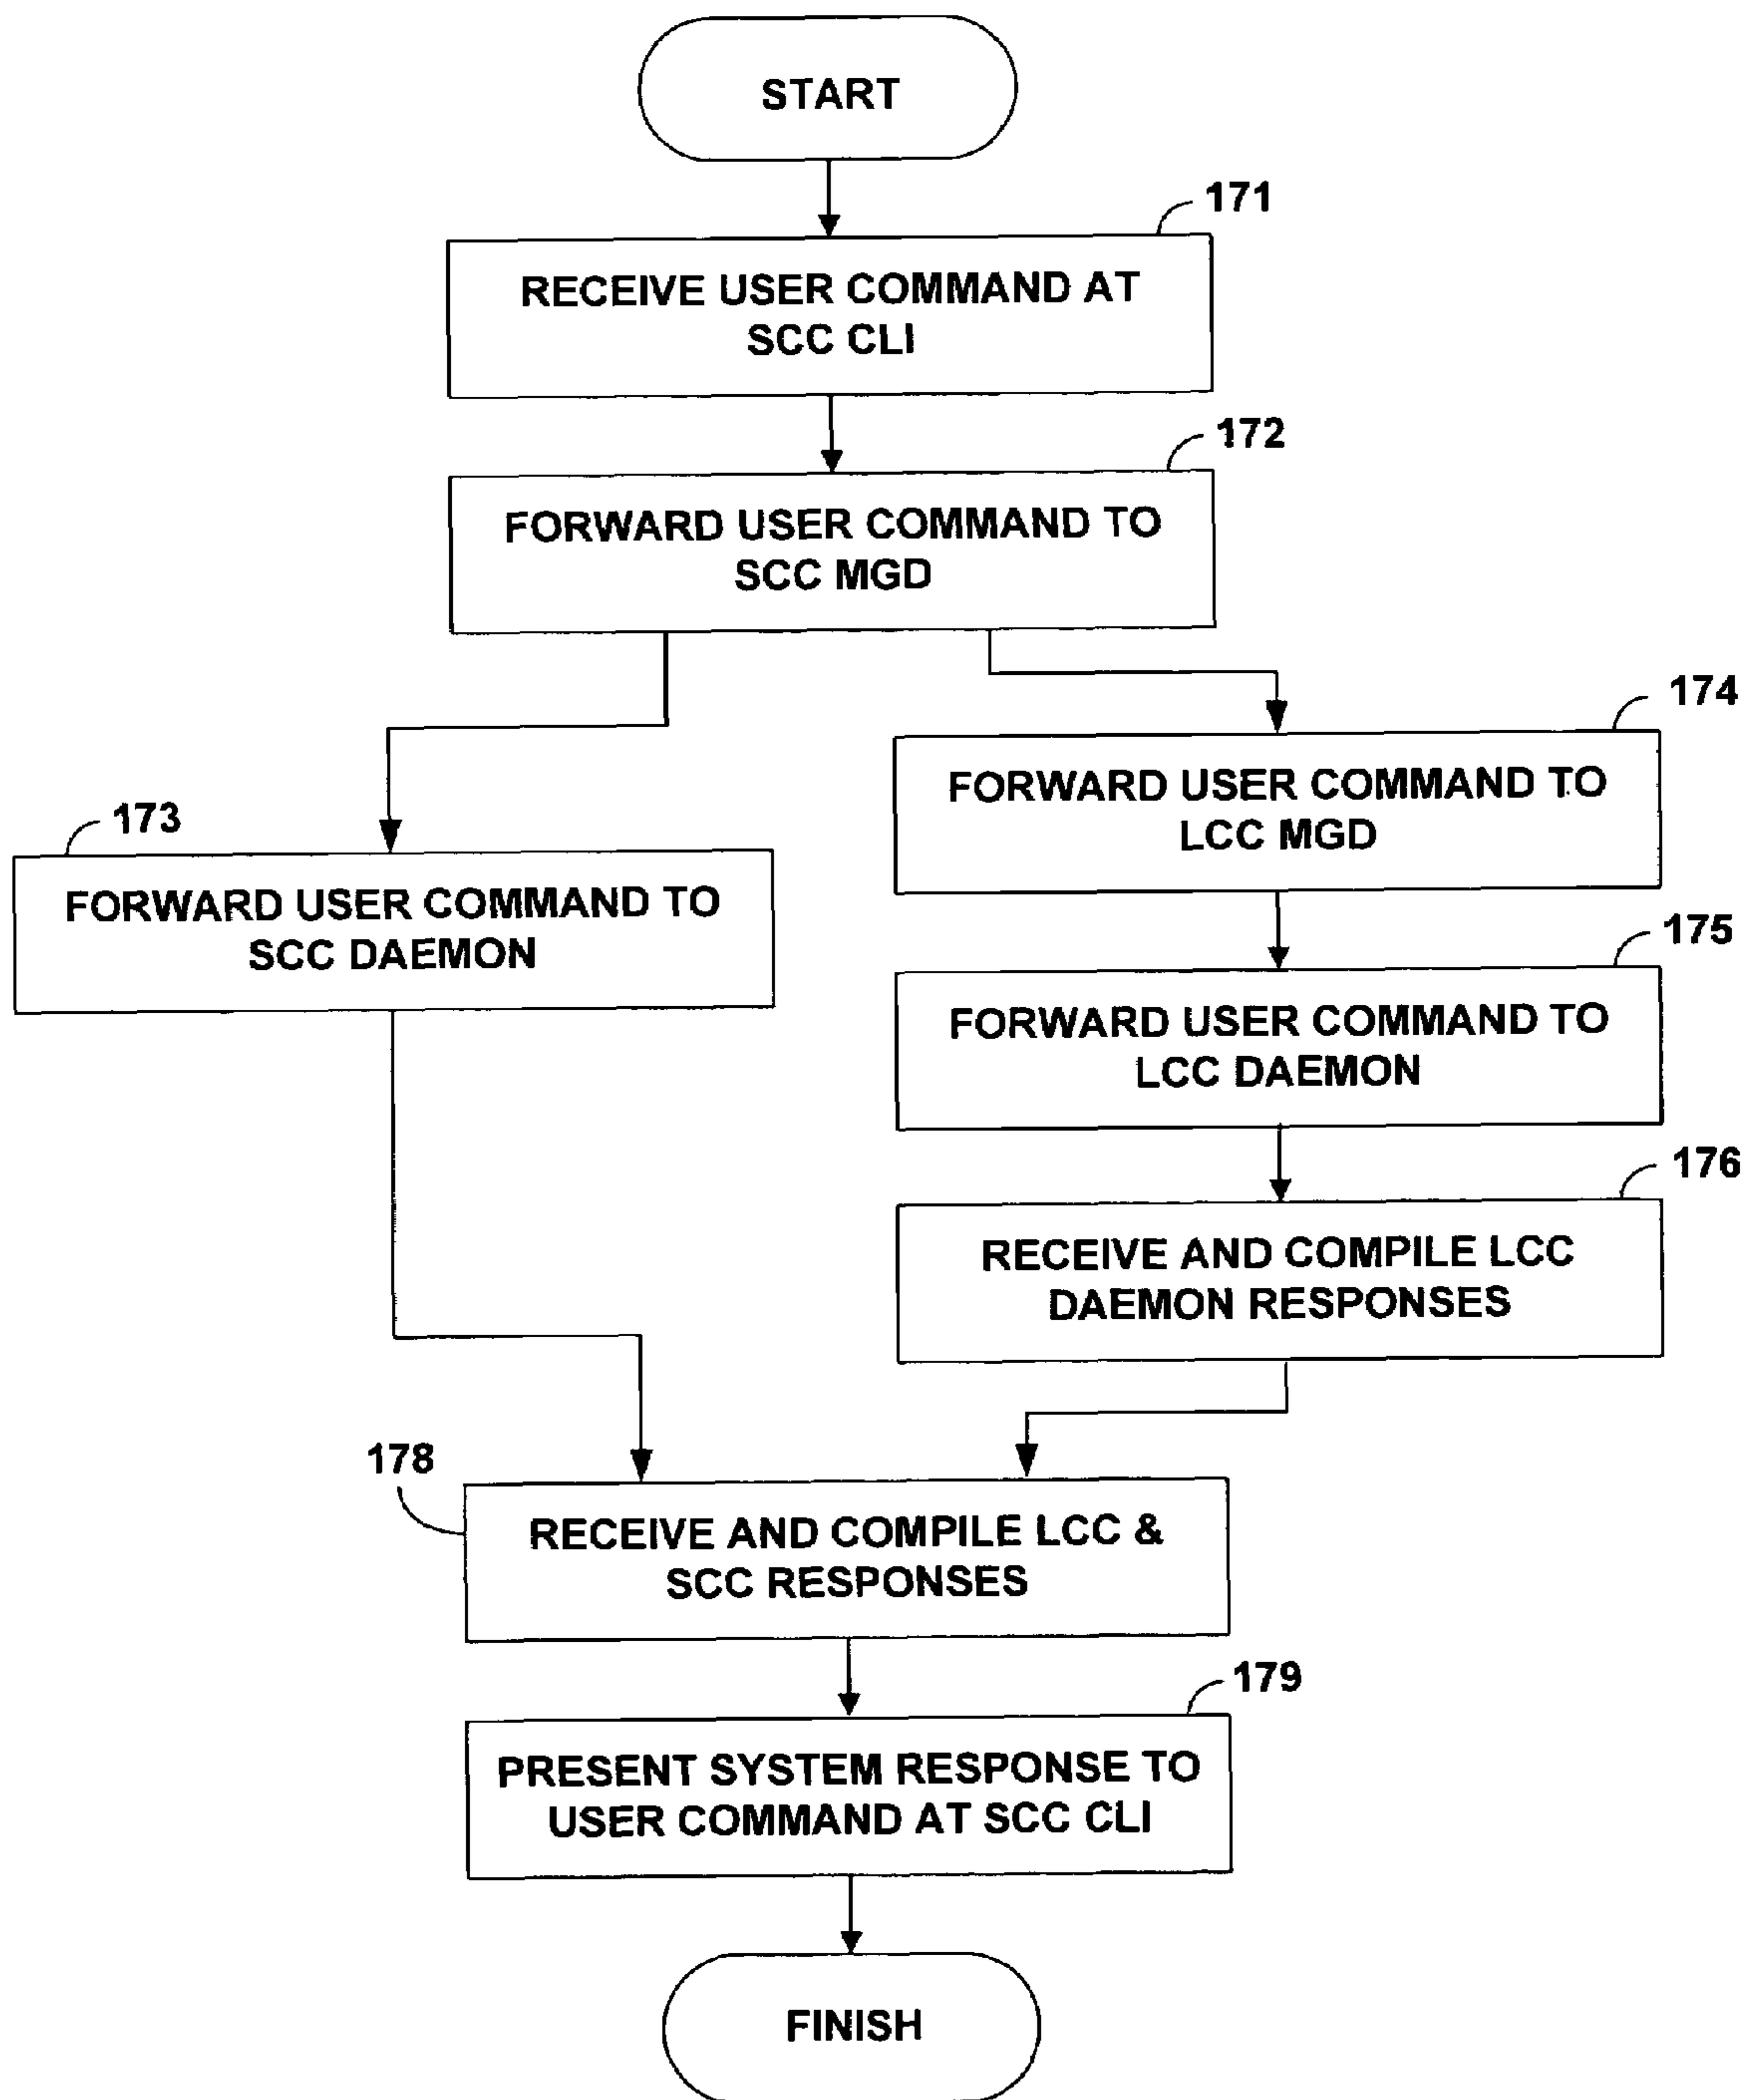 START
171
RECEIVE USER COMMAND AT
SCC CLI
172
FORWARD USER COMMAND TO
SCC MGD
174
FORWARD USER COMMAND TO
LCC MGD
173
FORWARD USER COMMAND TO
SCC DAEMON
175
FORWARD USER COMMAND TO
LCC DAEMON
176
RECEIVE AND COMPILE LCC
DAEMON RESPONSES
178
RECEIVE AND COMPILE LCC &
SCC RESPONSES
179
PRESENT SYSTEM RESPONSE TO
USER COMMAND AT SCC CLI
FINISH